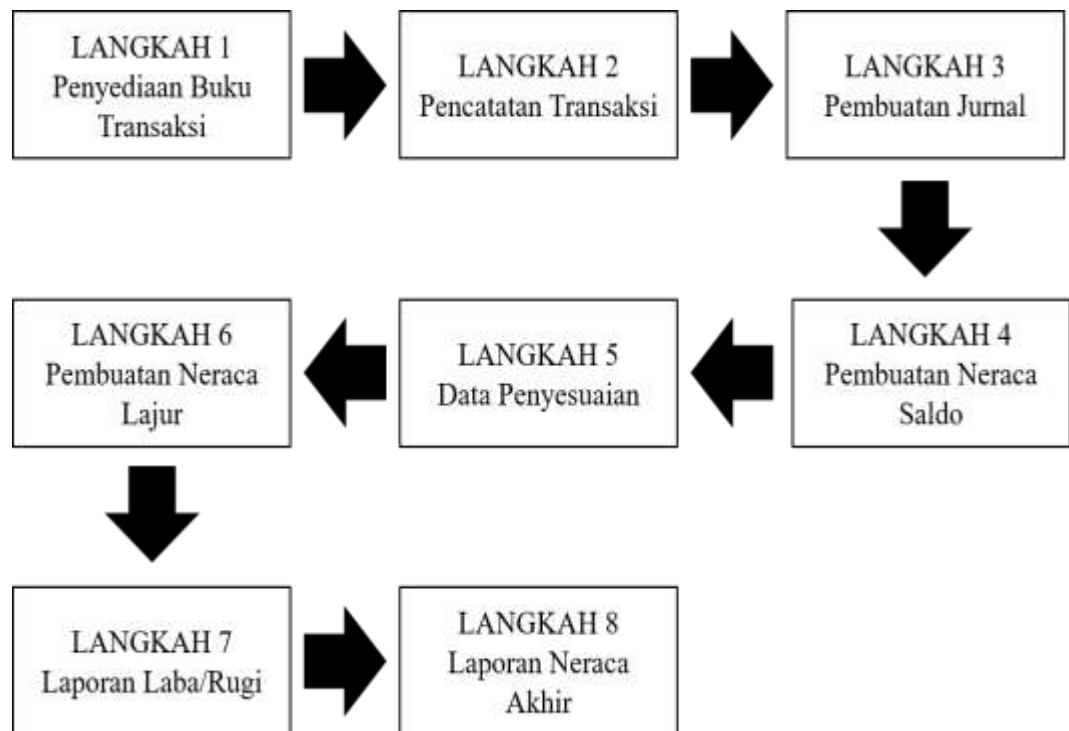 LANGKAH 1
Penyediaan Buku
Transaksi
LANGKAH 2
Pencatatan Transaksi
LANGKAH 3
Pembuatan Jurnal
LANGKAH 4
Pembuatan Neraca
Saldo
LANGKAH 5
Data Penyesuaian
LANGKAH 6
Pembuatan Neraca
Lajur
LANGKAH 7
Laporan Laba/Rugi
LANGKAH 8
Laporan Neraca
Akhir